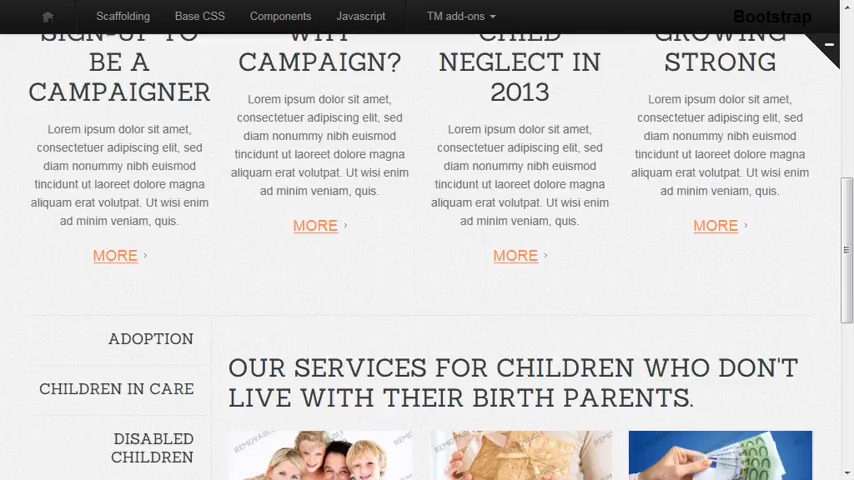 Scaffolding Base CSS Components Javascript TM add-ons Bootstrap
SIGN-UP TO
BE A
CAMPAIGNER
Lorem ipsum dolor sit amet,
consectetuer adipiscing elit, sed
diam nonummy nibh euismod
tincidunt ut laoreet dolore magna
aliquam erat volutpat. Ut wisi enim
ad minim veniam, quis.
MORE
WHY
CAMPAIGN?
Lorem ipsum dolor sit amet,
consectetuer adipiscing elit, sed
diam nonummy nibh euismod
tincidunt ut laoreet dolore magna
aliquam erat volutpat. Ut wisi enim
ad minim veniam, quis.
MORE
CHILD
NEGLECT IN
2013
Lorem ipsum dolor sit amet,
consectetuer adipiscing elit, sed
diam nonummy nibh euismod
tincidunt ut laoreet dolore magna
aliquam erat volutpat. Ut wisi enim
ad minim veniam, quis.
MORE
GROWING
STRONG
Lorem ipsum dolor sit amet,
consectetuer adipiscing elit, sed
diam nonummy nibh euismod
tincidunt ut laoreet dolore magna
aliquam erat volutpat. Ut wisi enim
ad minim veniam, quis.
MORE
ADOPTION
CHILDREN IN CARE
DISABLED
CHILDREN
OUR SERVICES FOR CHILDREN WHO DON'T
LIVE WITH THEIR BIRTH PARENTS.